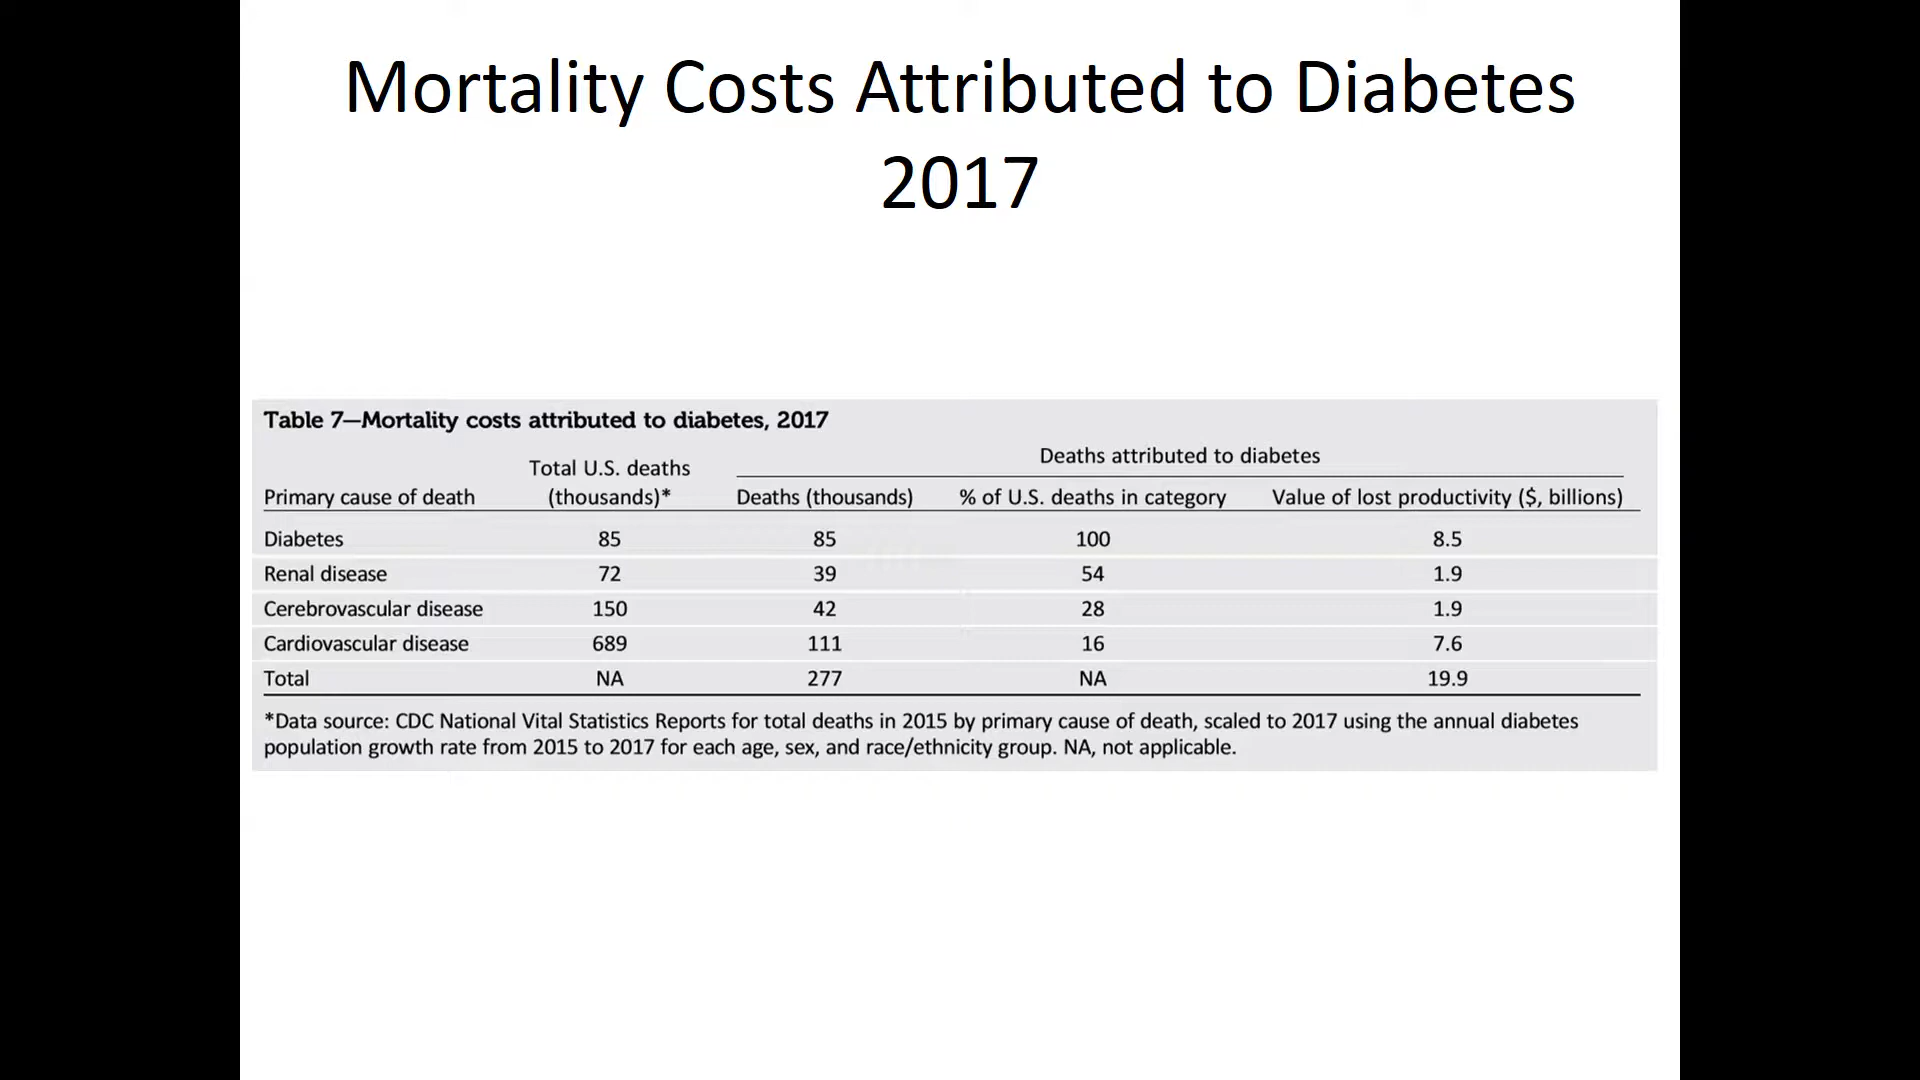 Mortality Costs Attributed to Diabetes
2017
Table 7—Mortality costs attributed to diabetes, 2017
Deaths attributed to diabetes
Total U.S. deaths
Primary cause of death (thousands)* Deaths (thousands) % of U.S. deaths in category Value of lost productivity ($, billions)
Diabetes 85 85 100 8.5
Renal disease 72 39 54 1.9
Cerebrovascular disease 150 42 28 1.9
Cardiovascular disease 689 111 16 7.6
Total NA 277 NA 19.9
*Data source: CDC National Vital Statistics Reports for total deaths in 2015 by primary cause of death, scaled to 2017 using the annual diabetes
population growth rate from 2015 to 2017 for each age, sex, and race/ethnicity group. NA, not applicable.